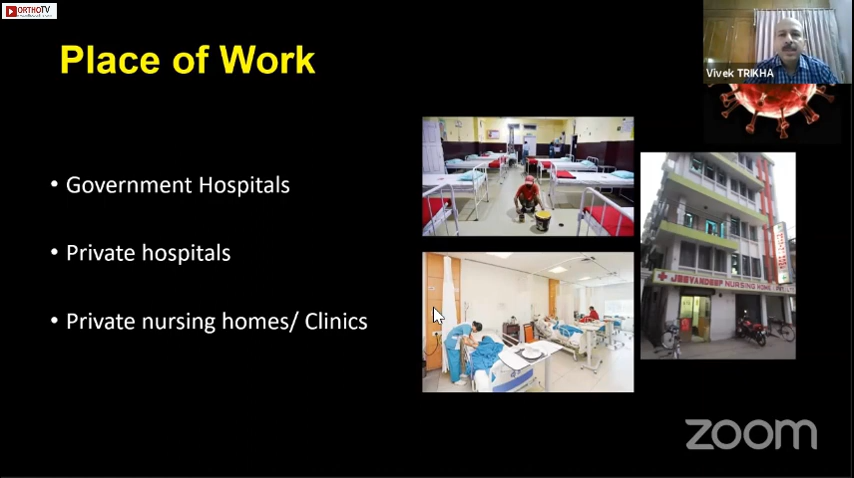 ORTHOTV
Place of Work
Vivek TRIKHA
• Government Hospitals
• Private hospitals
• Private nursing homes/ Clinics
JEEVANDEEP NURSING HOME
zoom